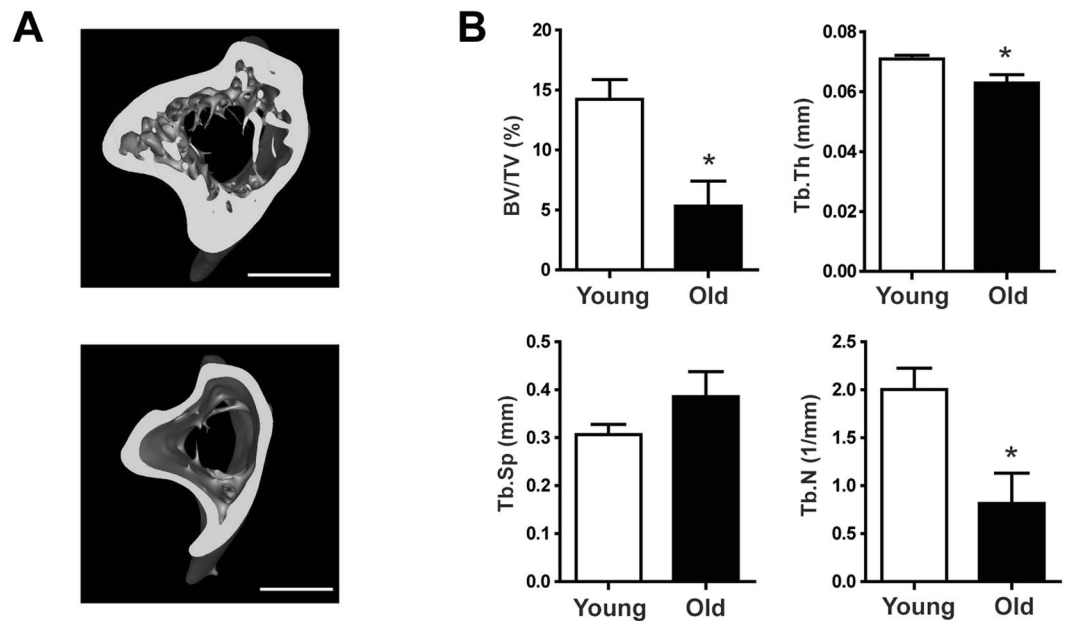 A
B
20
15
10
5
0
BV/TV (%)
*
Young Old
0.08
0.06
0.04
0.02
0.00
Tb.Th (mm)
*
Young Old
0.5
0.4
0.3
0.2
0.1
0.0
Tb.Sp (mm)
Young Old
2.5
2.0
1.5
1.0
0.5
0.0
Tb.N (1/mm)
*
Young Old